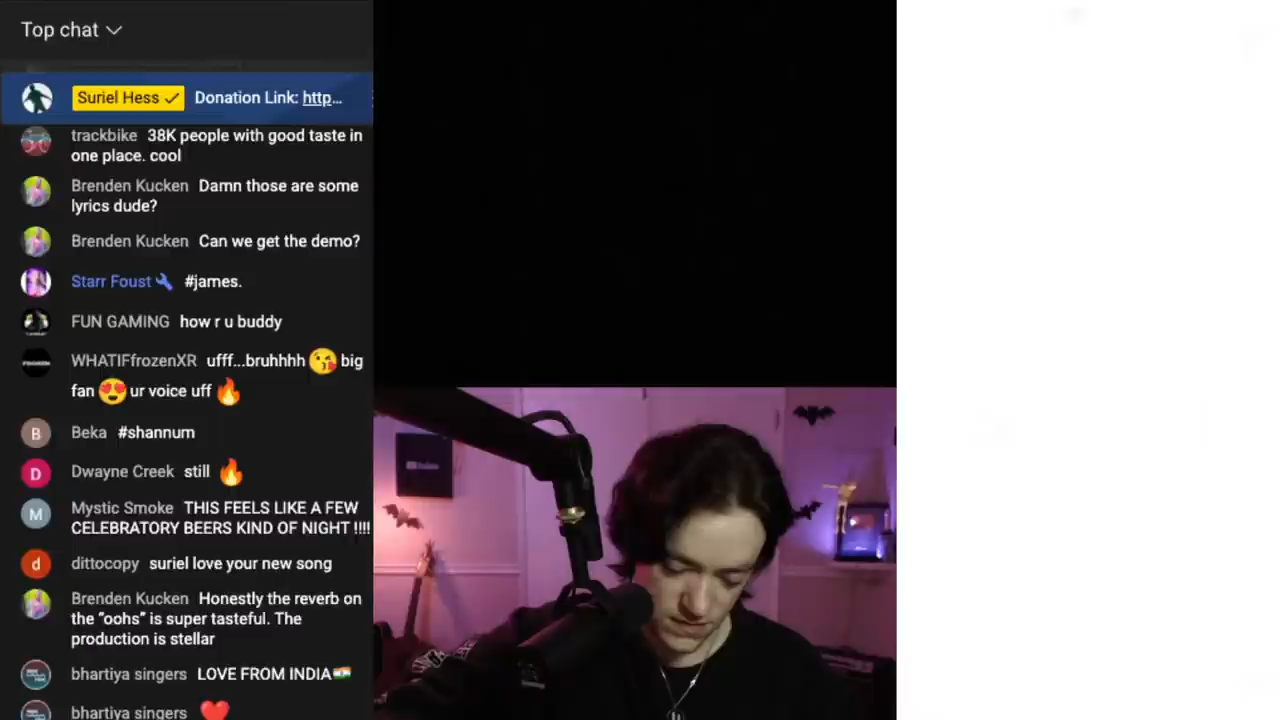 Top chat
Suriel Hess Donation Link: http...
trackbike 38K people with good taste in
one place. cool
Brenden Kucken Damn those are some
lyrics dude?
Brenden Kucken Can we get the demo?
Starr Foust #james.
FUN GAMING how r u buddy
WHATIFfrozenXR ufff...bruhhhh 😘 big
fan 😍 ur voice uff 🔥
B Beka #shannum
D Dwayne Creek still 🔥
M Mystic Smoke THIS FEELS LIKE A FEW
CELEBRATORY BEERS KIND OF NIGHT !!!!
d dittocopy suriel love your new song
Brenden Kucken Honestly the reverb on
the “oohs” is super tasteful. The
production is stellar
bhartiya singers LOVE FROM INDIA🇮🇳
bhartiya singers ❤️